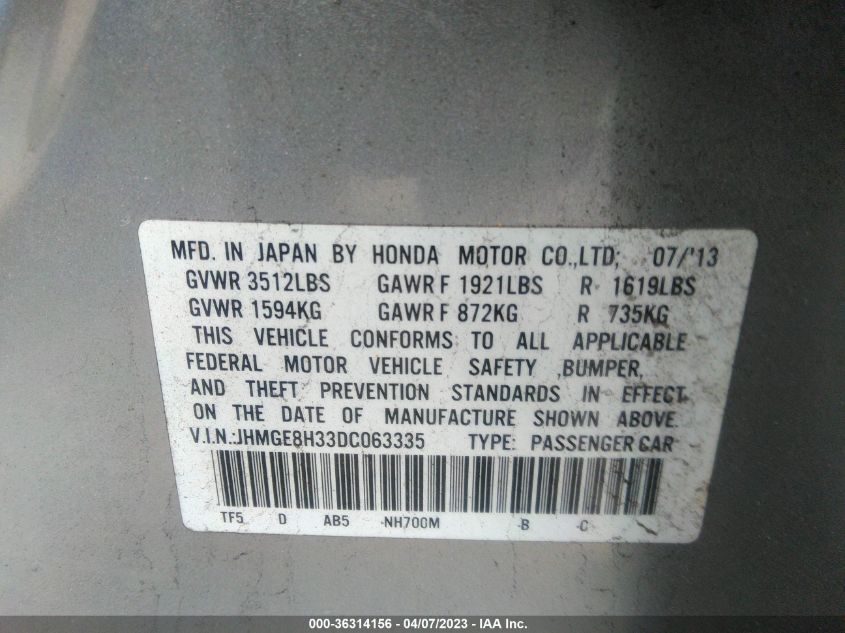 MFD. IN JAPAN BY HONDA MOTOR CO.,LTD; 07/'13
GVWR 3512LBS GAWR F 1921LBS R 1619LBS
GVWR 1594KG GAWR F 872KG R 735KG
THIS VEHICLE CONFORMS TO ALL APPLICABLE
FEDERAL MOTOR VEHICLE SAFETY ,BUMPER,
AND THEFT PREVENTION STANDARDS IN EFFECT
ON THE DATE OF MANUFACTURE SHOWN ABOVE.
V.I.N.:JHMGE8H33DC063335 TYPE: PASSENGER CAR
TF5 D AB5 -NH700M -B -C
000-36314156 04/07/2023 - IAA Inc.